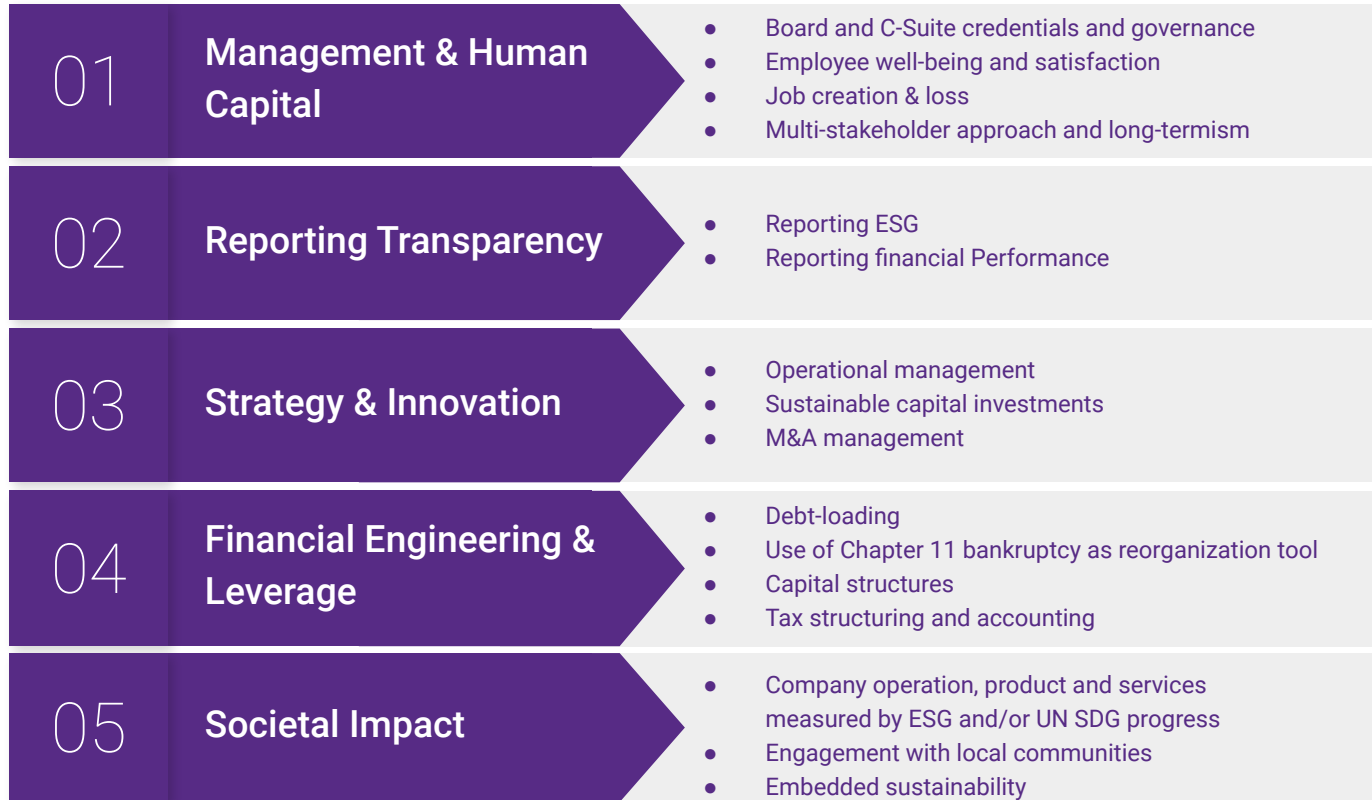 01
Management & Human
Capital
● Board and C-Suite credentials and governance
● Employee well-being and satisfaction
● Job creation & loss
● Multi-stakeholder approach and long-termism
02
Reporting Transparency
● Reporting ESG
● Reporting financial Performance
03
Strategy & Innovation
● Operational management
● Sustainable capital investments
● M&A management
04
Financial Engineering &
Leverage
● Debt-loading
● Use of Chapter 11 bankruptcy as reorganization tool
● Capital structures
● Tax structuring and accounting
05
Societal Impact
● Company operation, product and services
measured by ESG and/or UN SDG progress
● Engagement with local communities
● Embedded sustainability